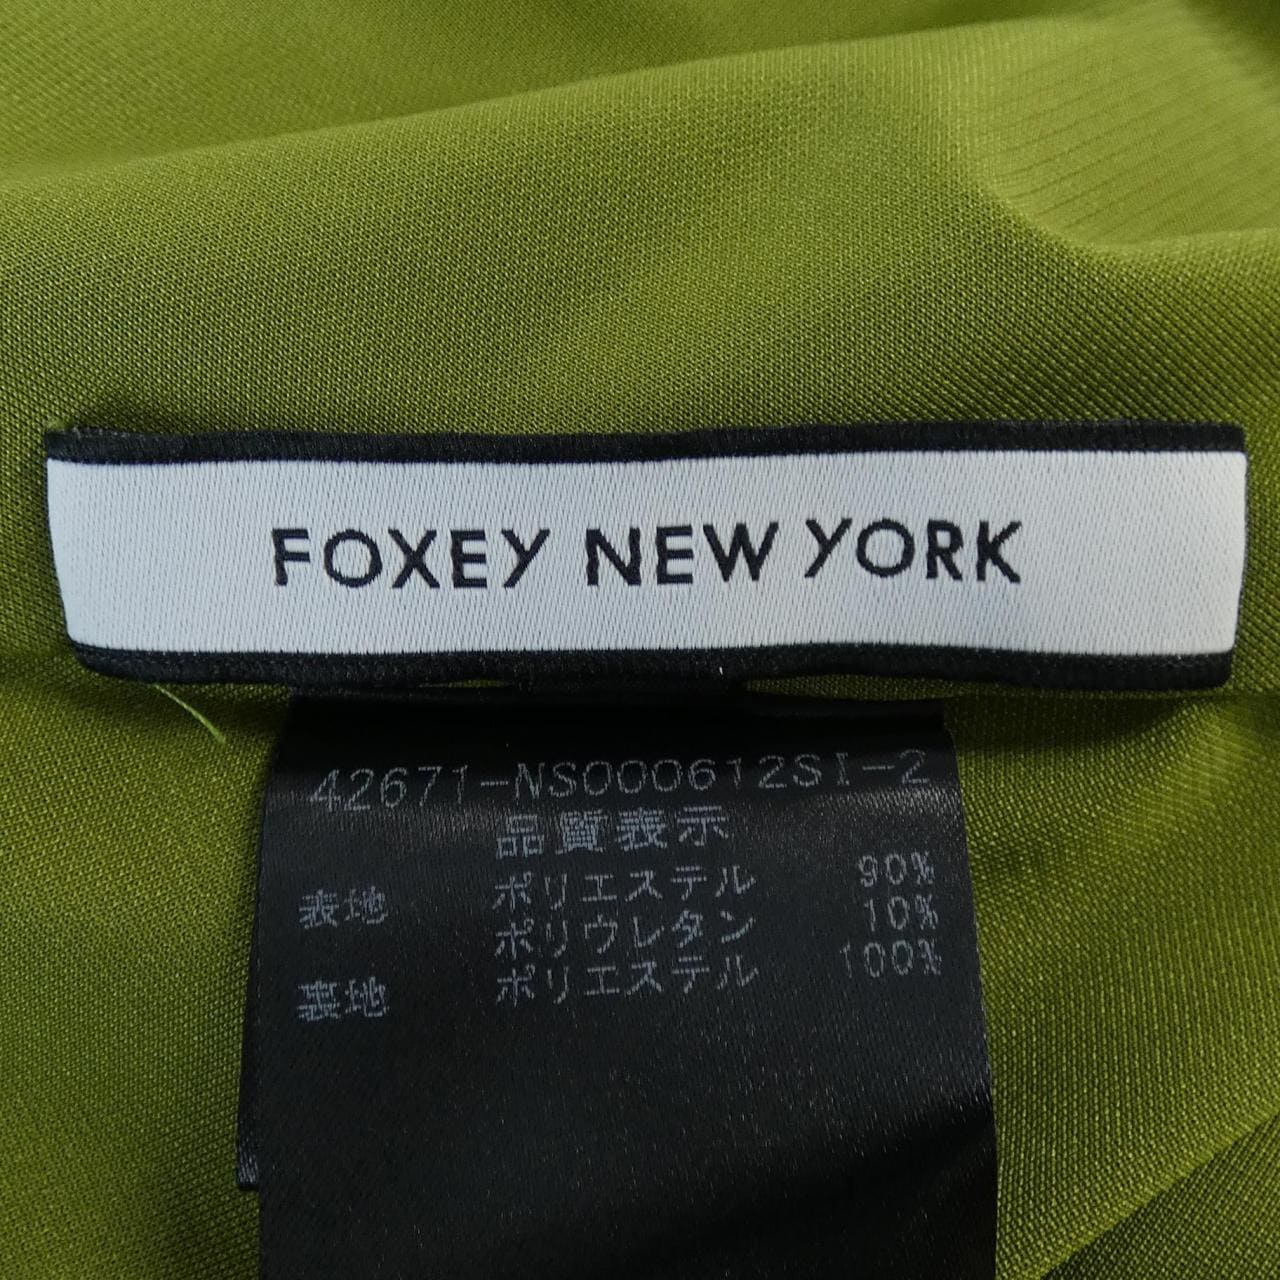 FOXEY NEW YORK
42671-NS000612SI-2
品質表示
表地 ポリエステル 90%
ポリウレタン 10%
裏地 ポリエステル 100%